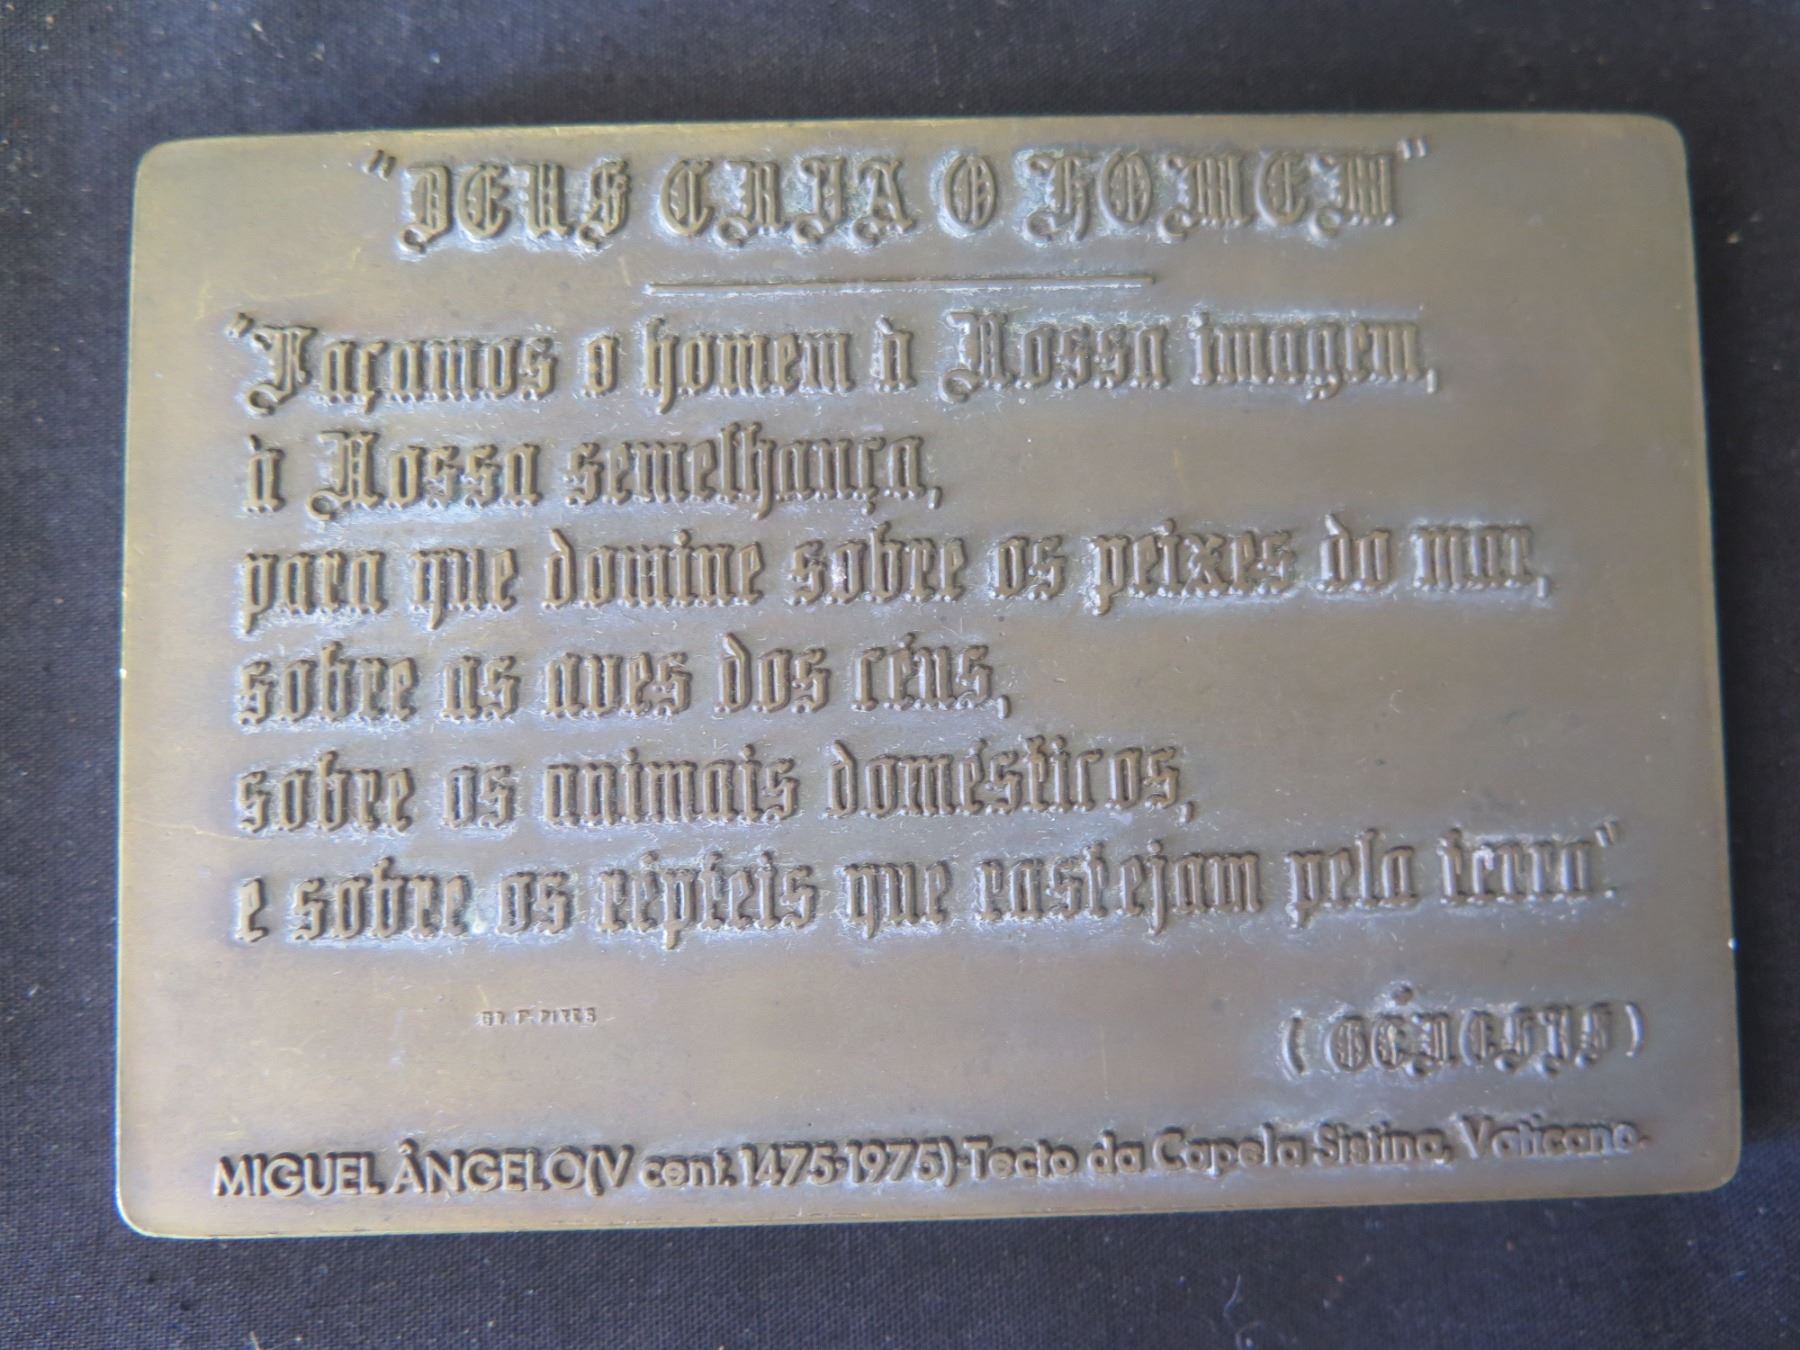 "DEUS CRIA O HOMEM"
"Façamos o homem à Nossa imagem,
à Nossa semelhança,
para que domine sobre os peixes do mar,
sobre as aves dos céus,
sobre os animais domésticos,
e sobre os répteis que rastejam pela terra".
(GÉNESIS)
MIGUEL ÂNGELO(V cent. 1475-1975)-Tecto da Capela Sistina, Vaticano.